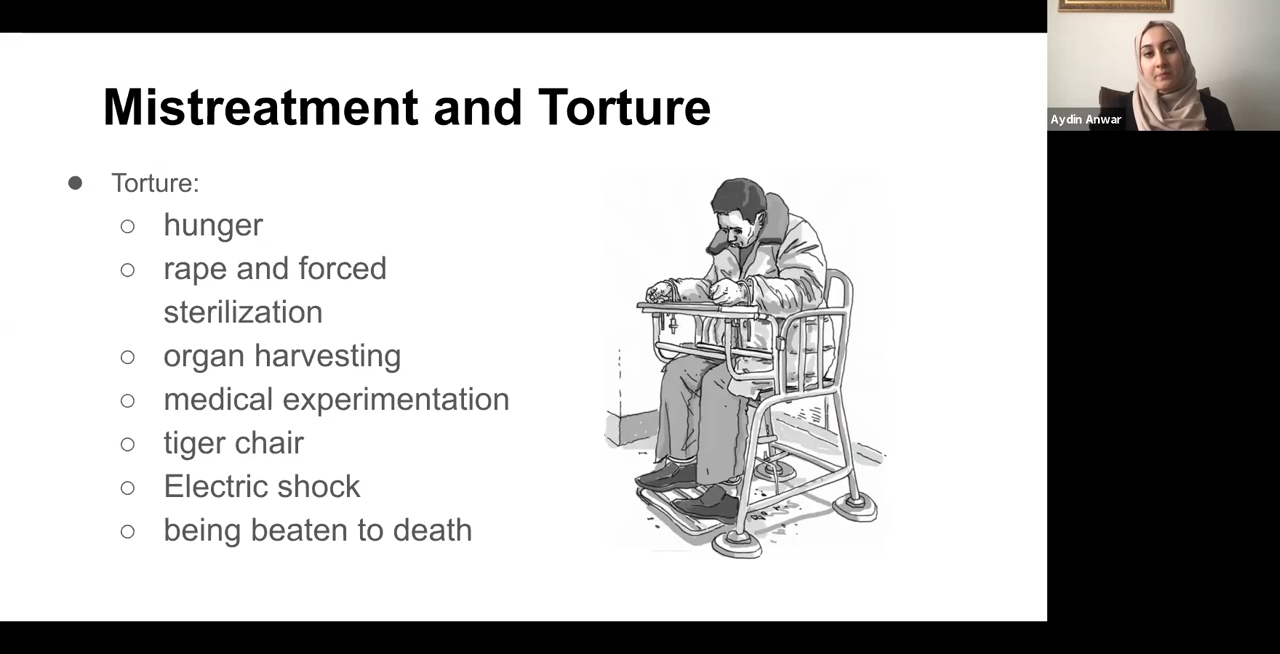 Mistreatment and Torture
Torture:
hunger
rape and forced
sterilization
organ harvesting
medical experimentation
tiger chair
Electric shock
being beaten to death
Aydin Anwar